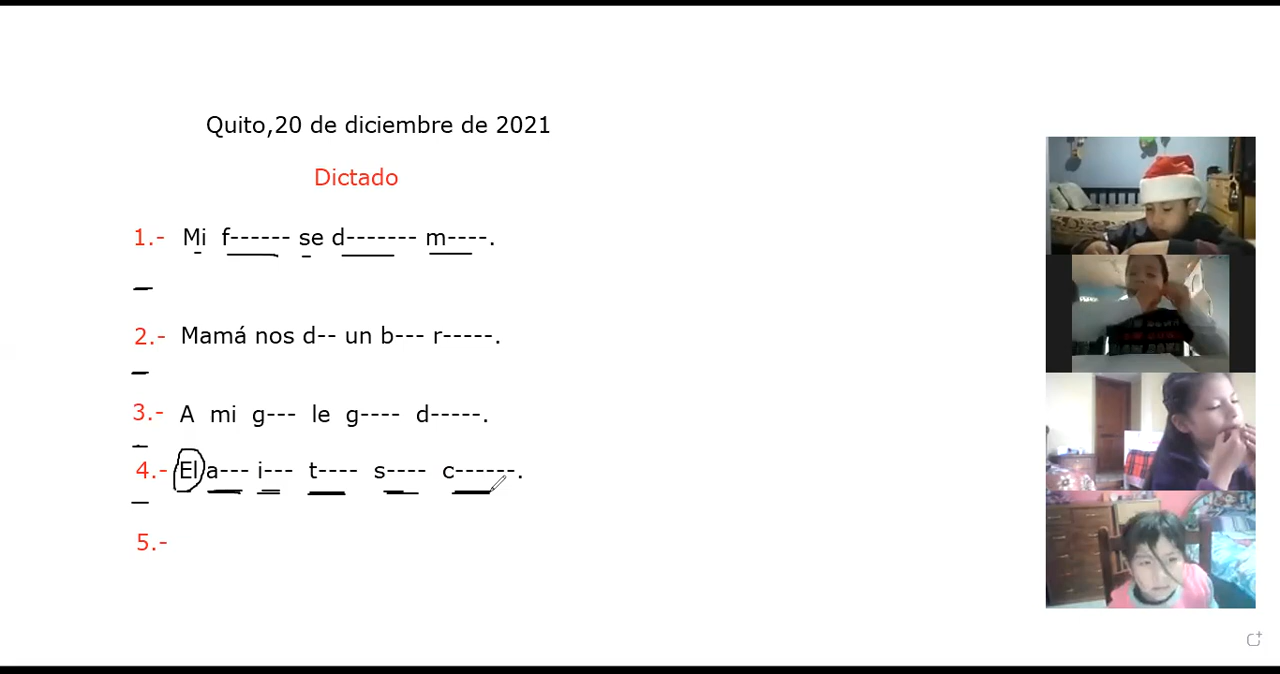 Quito,20 de diciembre de 2021
Dictado
1.- Mi f------ se d------- m----.
2.- Mamá nos d-- un b--- r-----.
3.- A mi g--- le g---- d-----.
4.- El a--- i--- t---- s---- c------.
5.-